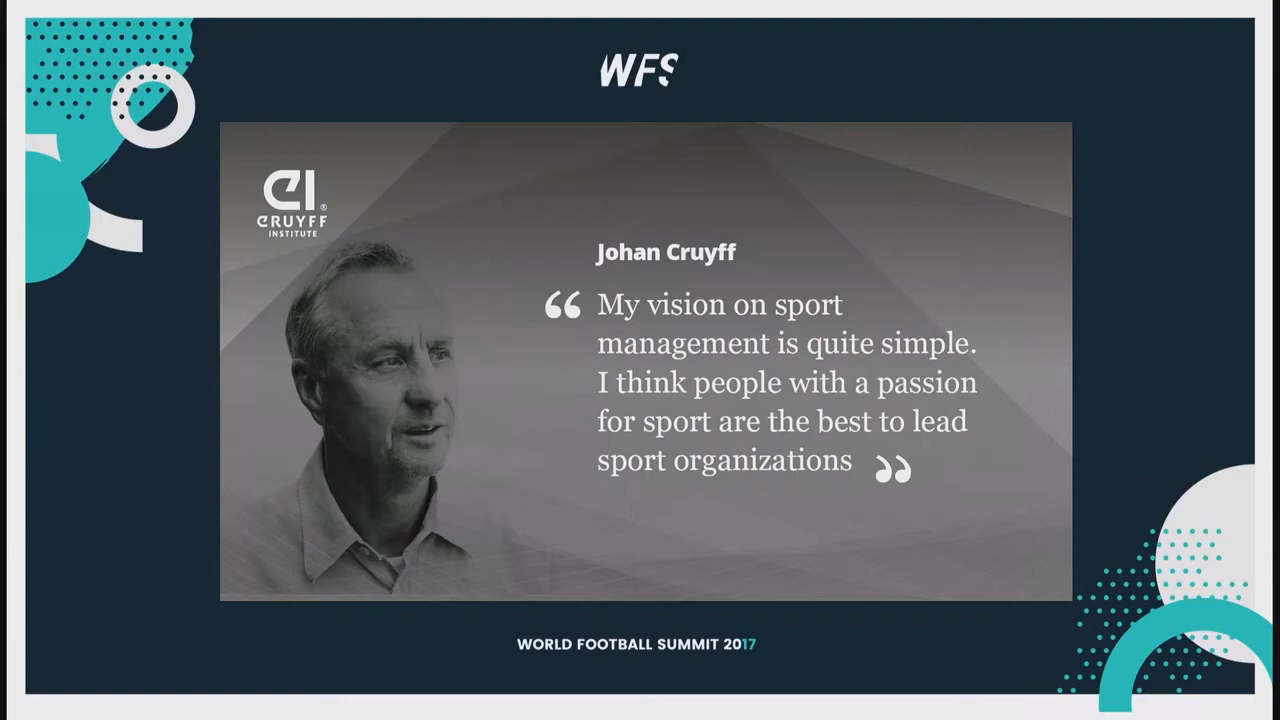 WFS
CI®
CRUYFF
INSTITUTE
Johan Cruyff
“ My vision on sport
management is quite simple.
I think people with a passion
for sport are the best to lead
sport organizations ”
WORLD FOOTBALL SUMMIT 2017